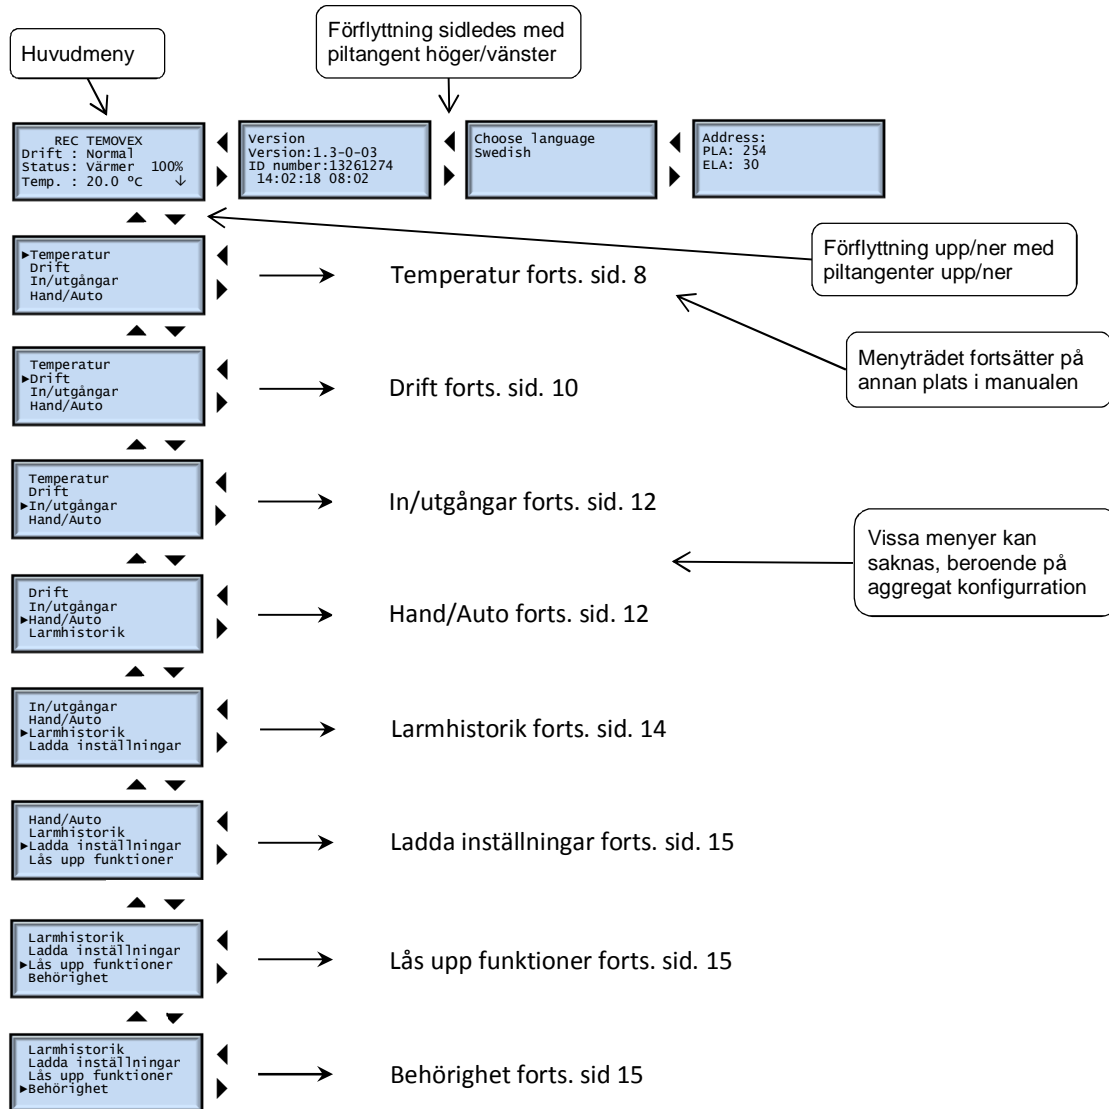 Huvudmeny
Förflyttning sidledes med
piltangent höger/vänster
REC TEMOVEX
Drift : Normal
Status: Värmer 100%
Temp. : 20.0 ºC ↓
Version
Version:1.3-0-03
ID number:13261274
14:02:18 08:02
Choose language
Swedish
Address:
PLA: 254
ELA: 30
Förflyttning upp/ner med
piltangenter upp/ner
►Temperatur
Drift
In/utgångar
Hand/Auto
Temperatur forts. sid. 8
Menyträdet fortsätter på
annan plats i manualen
Temperatur
►Drift
In/utgångar
Hand/Auto
Drift forts. sid. 10
Temperatur
Drift
►In/utgångar
Hand/Auto
In/utgångar forts. sid. 12
Vissa menyer kan
saknas, beroende på
aggregat konfigurration
Drift
In/utgångar
►Hand/Auto
Larmhistorik
Hand/Auto forts. sid. 12
In/utgångar
Hand/Auto
►Larmhistorik
Ladda inställningar
Larmhistorik forts. sid. 14
Hand/Auto
Larmhistorik
►Ladda inställningar
Lås upp funktioner
Ladda inställningar forts. sid. 15
Larmhistorik
Ladda inställningar
►Lås upp funktioner
Behörighet
Lås upp funktioner forts. sid. 15
Larmhistorik
Ladda inställningar
Lås upp funktioner
►Behörighet
Behörighet forts. sid 15